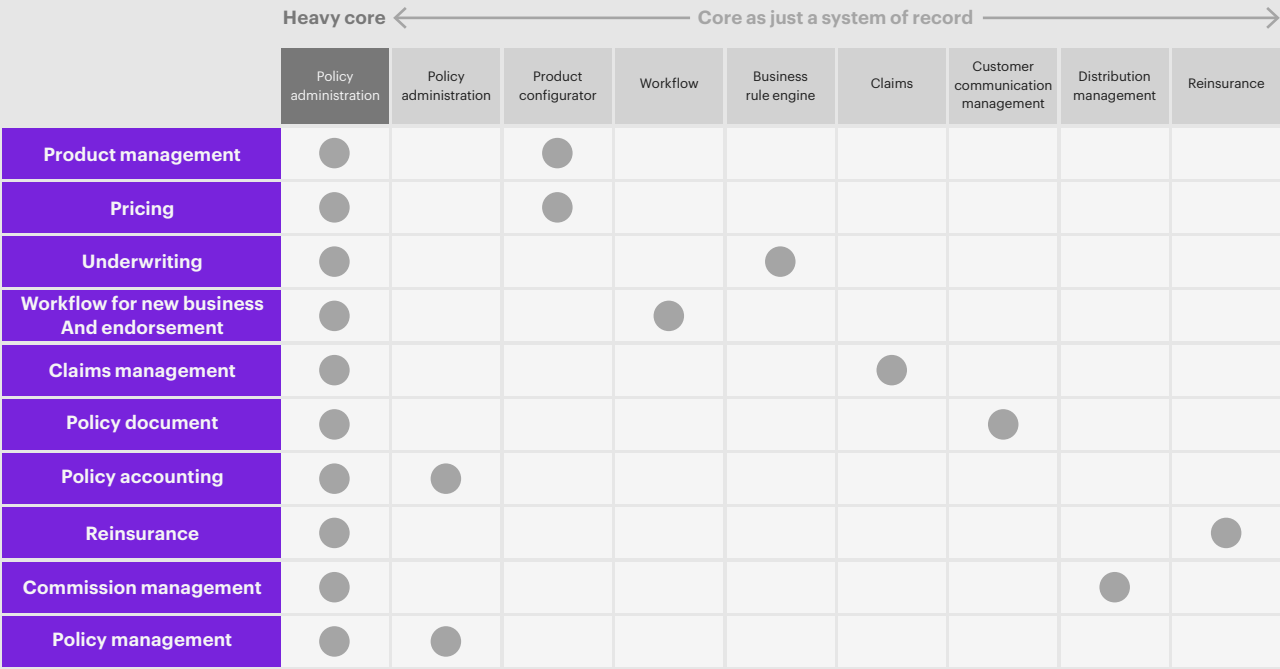 Heavy core
Core as just a system of record
Policy
administration
Policy
administration
Product
configurator
Workflow
Business
rule engine
Claims
Customer
communication
management
Distribution
management
Reinsurance
Product management
Pricing
Underwriting
Workflow for new business
And endorsement
Claims management
Policy document
Policy accounting
Reinsurance
Commission management
Policy management